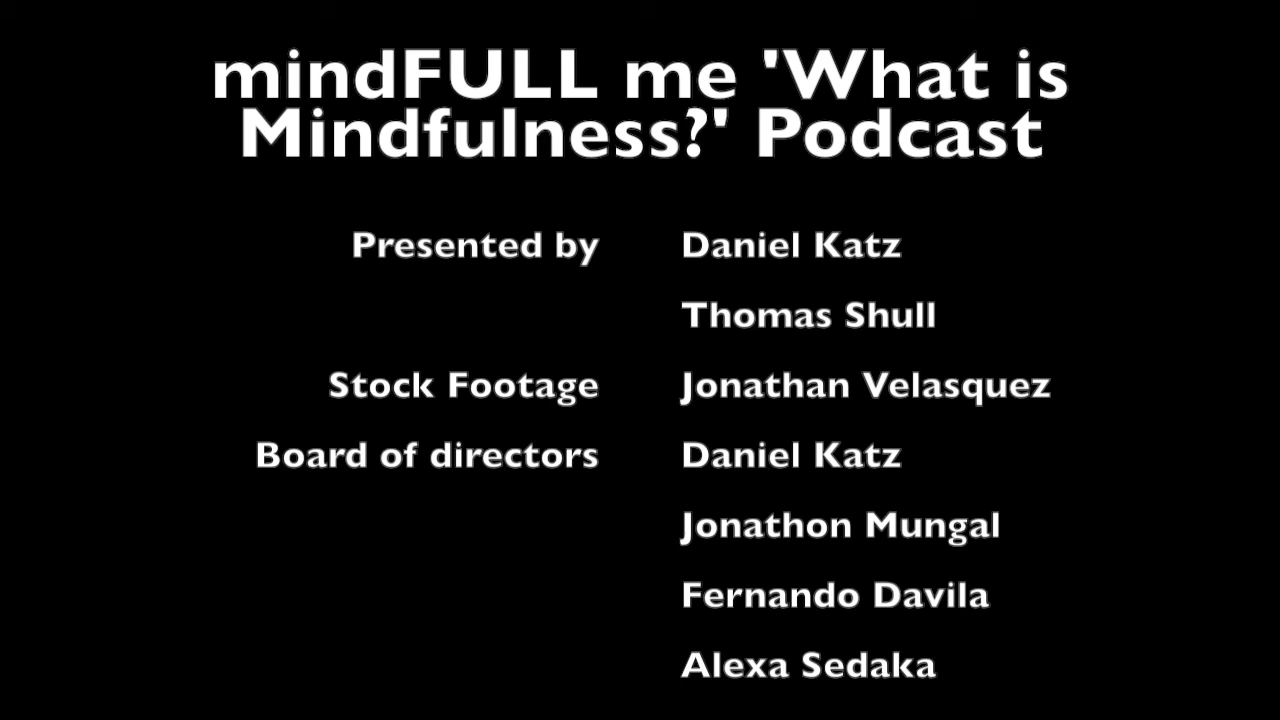 mindFULL me 'What is
Mindfulness?' Podcast
Presented by Daniel Katz
Thomas Shull
Stock Footage Jonathan Velasquez
Board of directors Daniel Katz
Jonathon Mungal
Fernando Davila
Alexa Sedaka